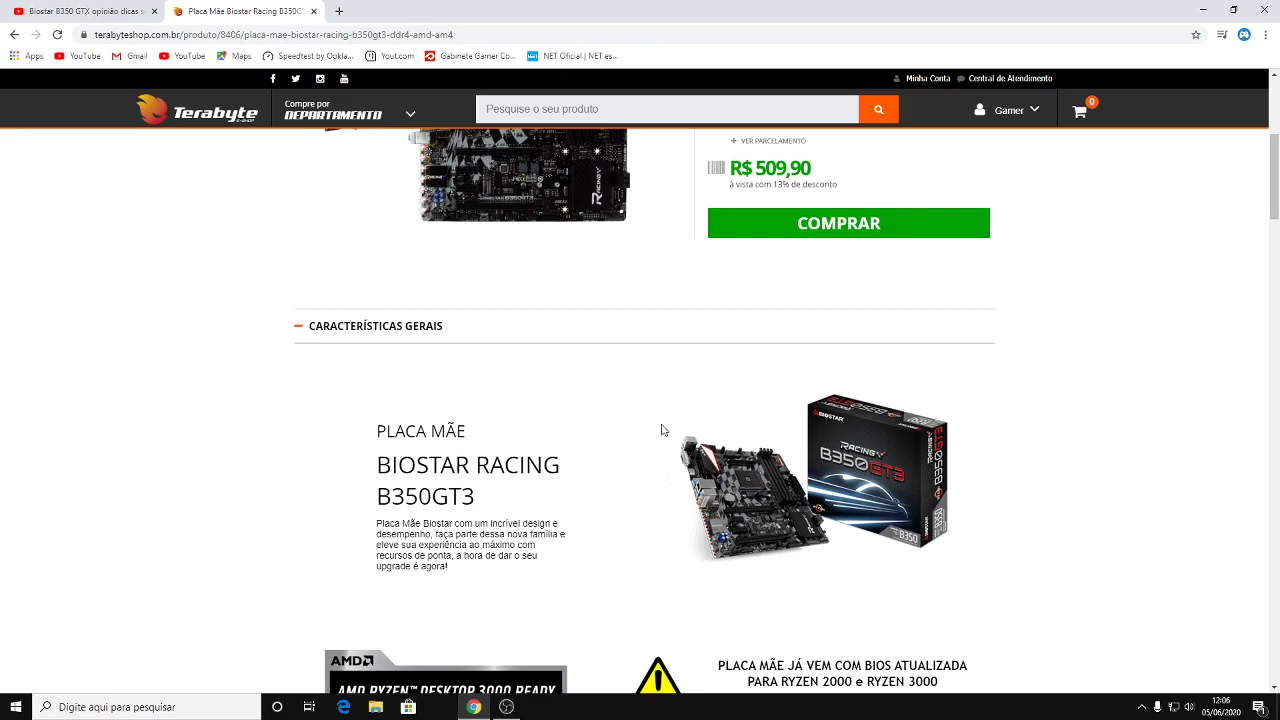 Biostar B350 GTX opinião dicas s
Placa Mãe Biostar Racing B350G
terabyteshop.com.br/produto/8406/placa-mae-biostar-racing-b350gt3-ddr4-amd-am4
Apps YouTube Gmail YouTube Maps Speedtest by Ookla... Yout.com4 Gabinete Gamer Co... NET Oficial | NET es...
Minha Conta Central de Atendimento
Terabyte
Compre por
DEPARTAMENTO
Pesquise o seu produto
Gamer
0
+ VER PARCELAMENTO
R$ 509,90
à vista com 13% de desconto
COMPRAR
RACING
CARACTERÍSTICAS GERAIS
PLACA MÃE
BIOSTAR RACING
B350GT3
Placa Mãe Biostar com um incrível design e
desempenho, faça parte dessa nova família e
eleve sua experiência ao máximo com
recursos de ponta, a hora de dar o seu
upgrade é agora!
BIOSTAR
RACING
B350GT3
B350
AMD
AMD RYZEN™ DESKTOP 3000 READY
PLACA MÃE JÁ VEM COM BIOS ATUALIZADA
PARA RYZEN 2000 e RYZEN 3000
Digite aqui para pesquisar
12:06
05/06/2020